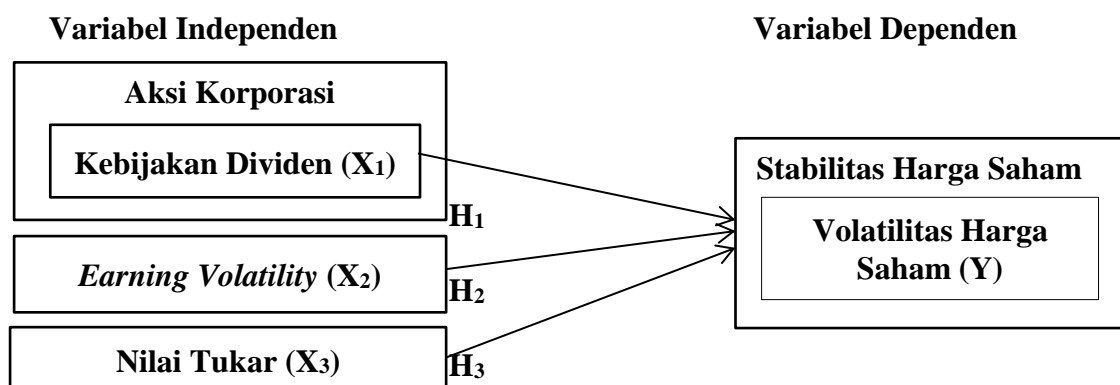 Variabel Independen
Variabel Dependen
Aksi Korporasi
Kebijakan Dividen (X1)
H1
Earning Volatility (X2)
H2
Nilai Tukar (X3)
H3
Stabilitas Harga Saham
Volatilitas Harga
Saham (Y)